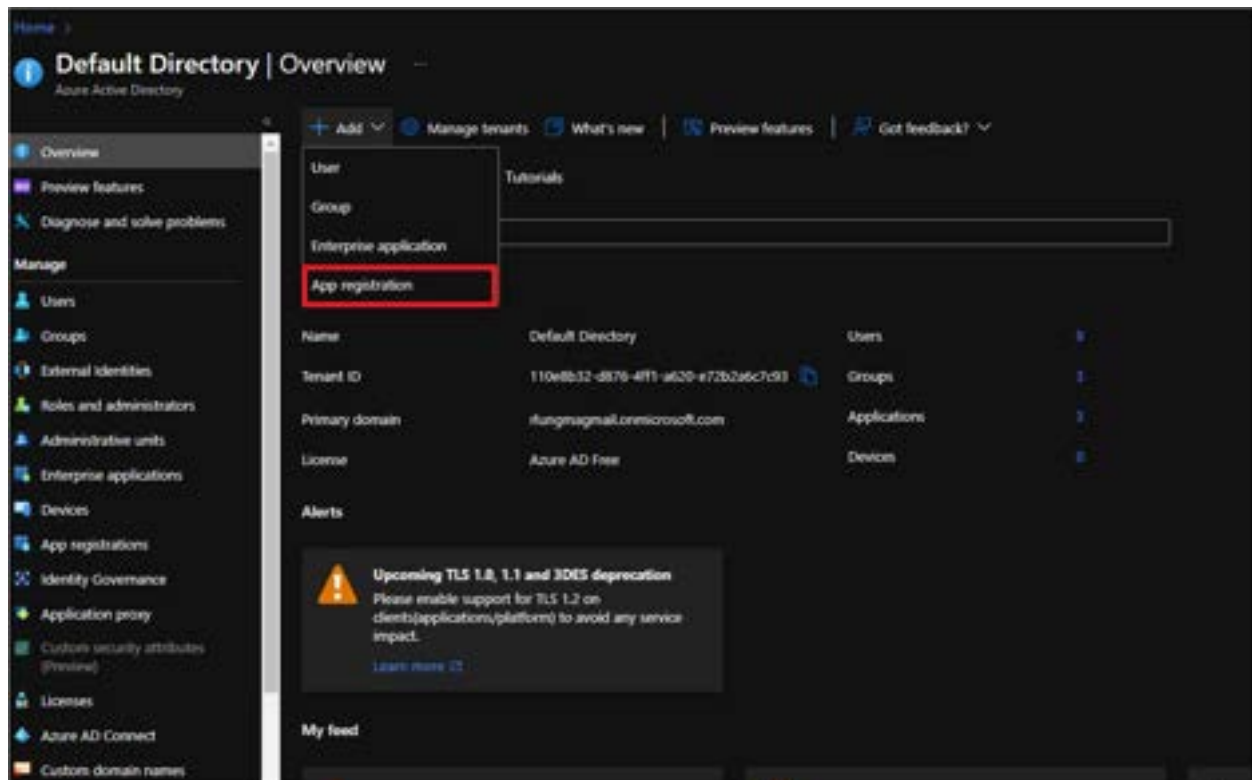 Home >
Default Directory | Overview ...
Azure Active Directory
Add
Manage tenants
What's new
Preview features
Got feedback?
Overview
Preview features
Diagnose and solve problems
Manage
Users
Groups
External Identities
Roles and administrators
Administrative units
Enterprise applications
Devices
App registrations
Identity Governance
Application proxy
Custom security attributes
(Preview)
Licenses
Azure AD Connect
Custom domain names
User
Group
Enterprise application
App registration
Tutorials
Name Default Directory Users
Tenant ID Groups
Primary domain Applications
License Azure AD Free Devices
Alerts
Upcoming TLS 1.0, 1.1 and 3DES deprecation
Please enable support for TLS 1.2 on
clients(applications/platform) to avoid any service
impact.
Learn more
My feed